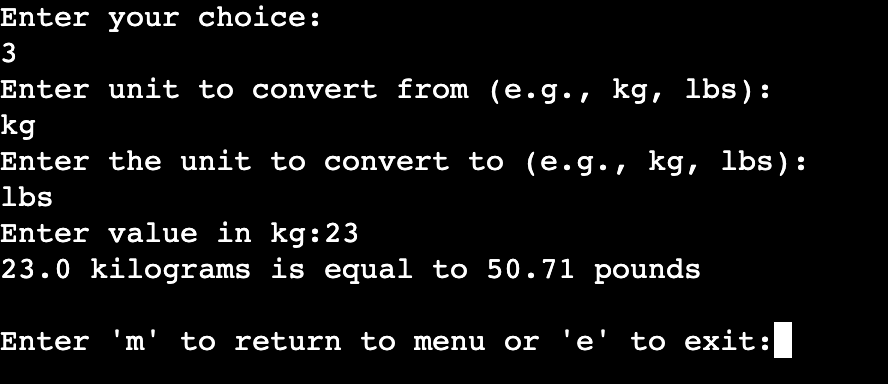 Enter your choice:
3
Enter unit to convert from (e.g., kg, lbs):
kg
Enter the unit to convert to (e.g., kg, lbs):
lbs
Enter value in kg:23
23.0 kilograms is equal to 50.71 pounds
Enter 'm' to return to menu or 'e' to exit: